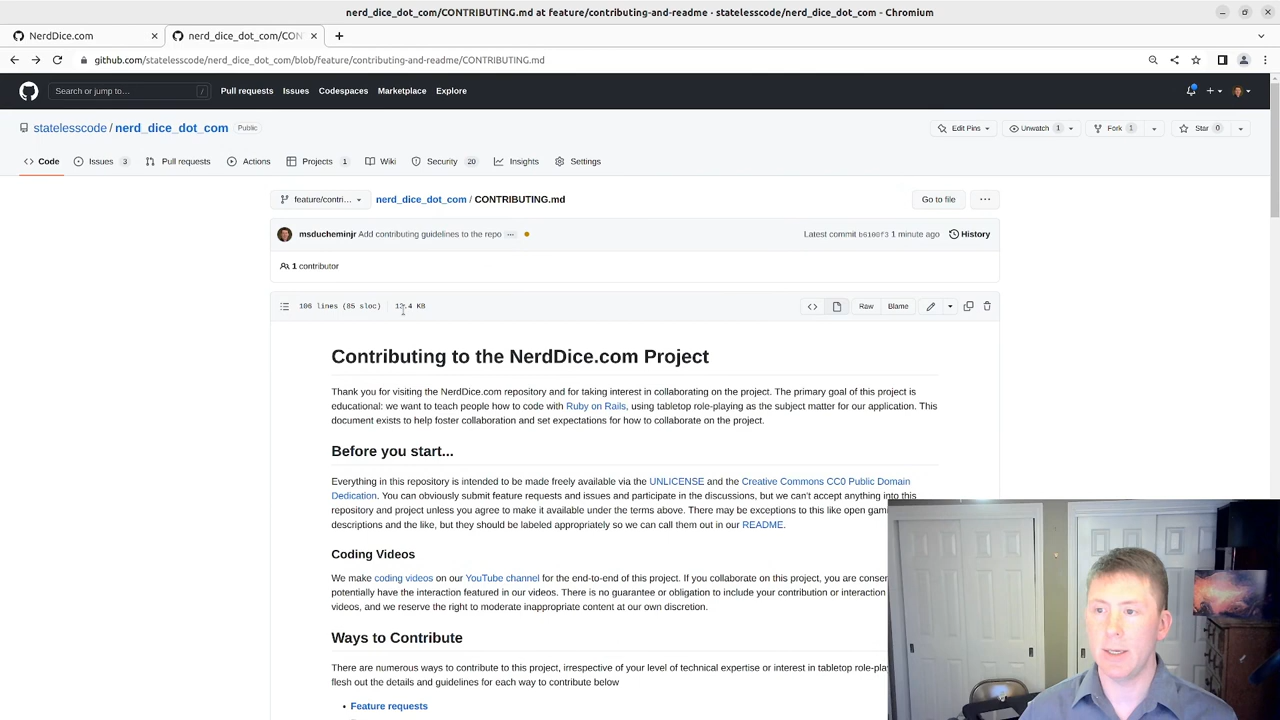 nerd_dice_dot_com/CONTRIBUTING.md at feature/contributing-and-readme - statelesscode/nerd_dice_dot_com - Chromium
NerdDice.com
nerd_dice_dot_com/CON
github.com/statelesscode/nerd_dice_dot_com/blob/feature/contributing-and-readme/CONTRIBUTING.md
Search or jump to... / Pull requests Issues Codespaces Marketplace Explore
statelesscode / nerd_dice_dot_com Public Edit Pins Unwatch 1 Fork 1 Star 0
Code Issues 3 Pull requests Actions Projects 1 Wiki Security 20 Insights Settings
feature/contri... nerd_dice_dot_com / CONTRIBUTING.md Go to file ...
msducheminjr Add contributing guidelines to the repo ... Latest commit b6108f3 1 minute ago History
1 contributor
106 lines (85 sloc) 12.4 KB Raw Blame
Contributing to the NerdDice.com Project
Thank you for visiting the NerdDice.com repository and for taking interest in collaborating on the project. The primary goal of this project is
educational: we want to teach people how to code with Ruby on Rails, using tabletop role-playing as the subject matter for our application. This
document exists to help foster collaboration and set expectations for how to collaborate on the project.
Before you start...
Everything in this repository is intended to be made freely available via the UNLICENSE and the Creative Commons CC0 Public Domain
Dedication. You can obviously submit feature requests and issues and participate in the discussions, but we can't accept anything into this
repository and project unless you agree to make it available under the terms above. There may be exceptions to this like open gam
descriptions and the like, but they should be labeled appropriately so we can call them out in our README.
Coding Videos
We make coding videos on our YouTube channel for the end-to-end of this project. If you collaborate on this project, you are conser
potentially have the interaction featured in our videos. There is no guarantee or obligation to include your contribution or interaction
videos, and we reserve the right to moderate inappropriate content at our own discretion.
Ways to Contribute
There are numerous ways to contribute to this project, irrespective of your level of technical expertise or interest in tabletop role-pla
flesh out the details and guidelines for each way to contribute below
• Feature requests